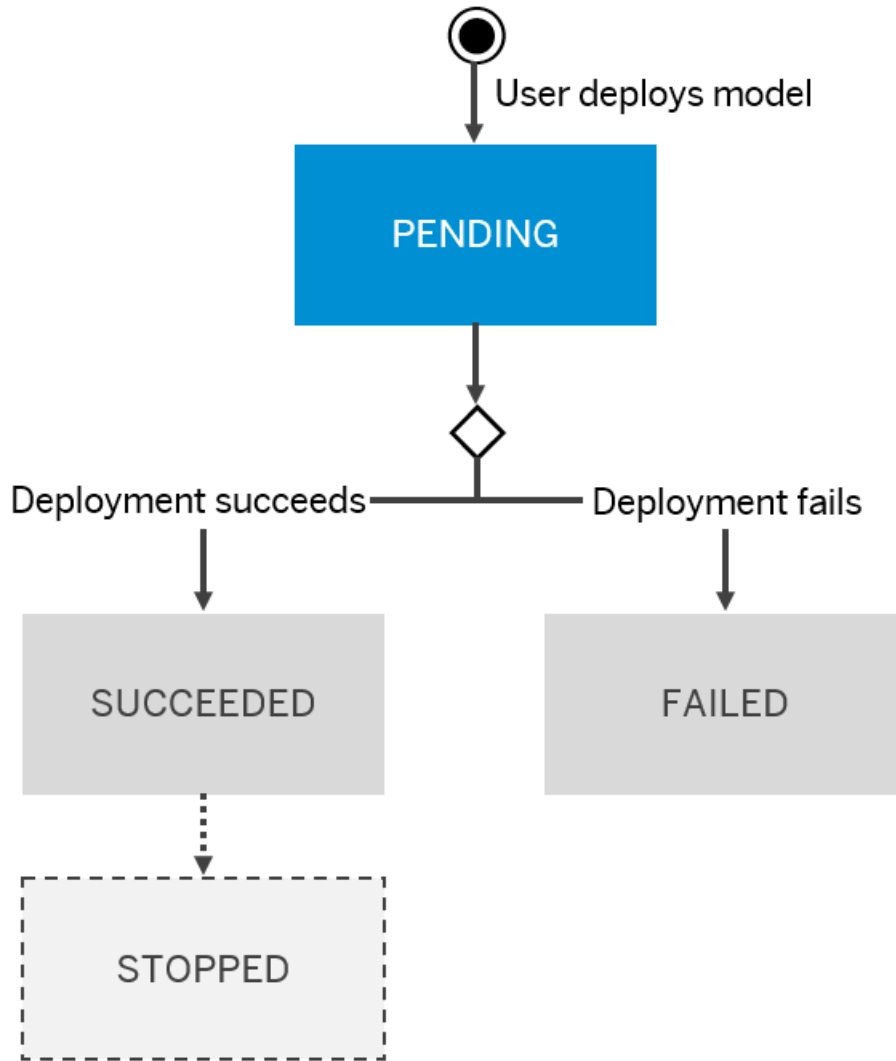 User deploys model
PENDING
Deployment succeeds
Deployment fails
SUCCEEDED
FAILED
STOPPED